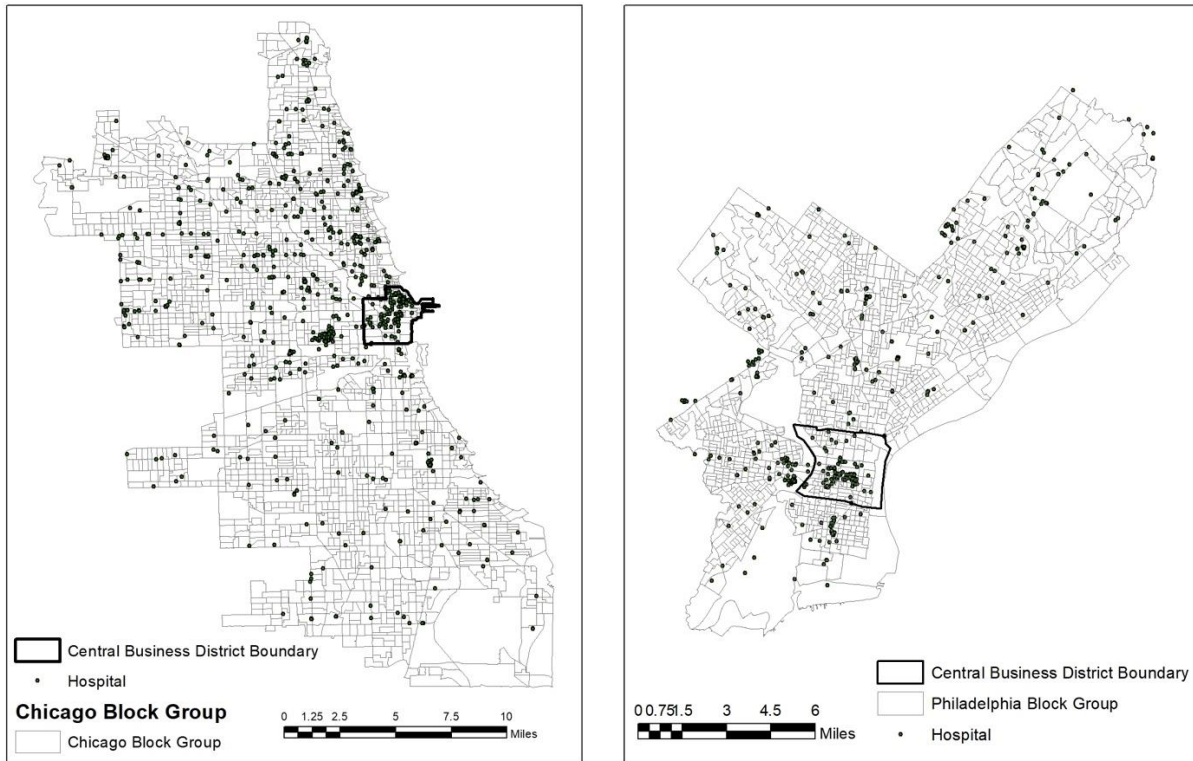 Central Business District Boundary
Hospital
Chicago Block Group
Chicago Block Group
0 1.25 2.5 5 7.5 10
Miles
Central Business District Boundary
Philadelphia Block Group
Hospital
0 0.75 1.5 3 4.5 6
Miles